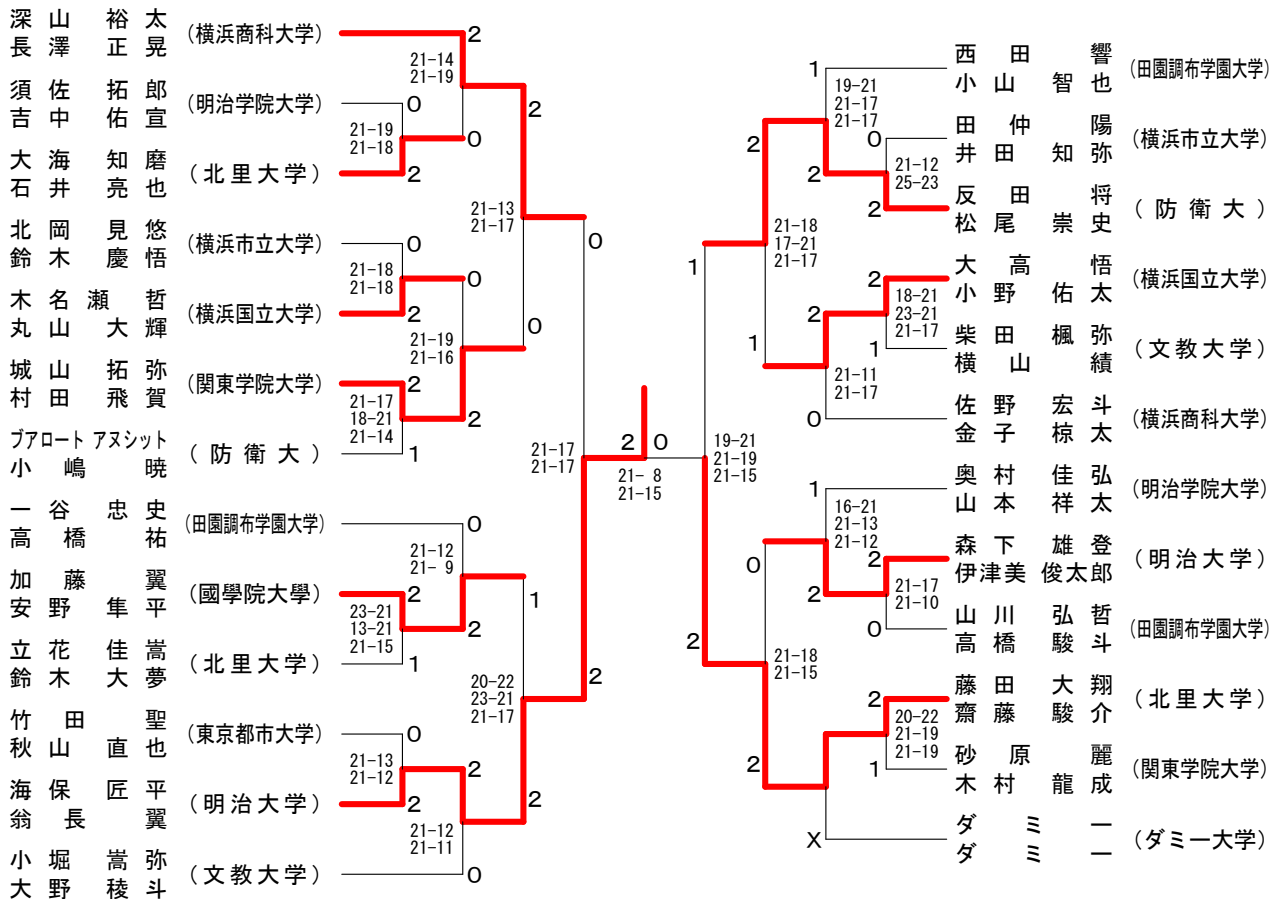 深山 裕太
長澤 正晃
(横浜商科大学)
2
21-14
21-19
須佐 拓郎
吉中 佑宣
(明治学院大学)
0
21-19
21-18
0
大海 知磨
石井 亮也
(北里大学)
2
2
21-13
21-17
0
北岡 見悠
鈴木 慶悟
(横浜市立大学)
0
21-18
21-18
0
木名瀬 哲
丸山 大輝
(横浜国立大学)
2
21-19
21-16
0
城山 拓弥
村田 飛賀
(関東学院大学)
2
21-17
18-21
21-14
2
ブアロート アヌシット
小嶋 暁
(防衛大)
1
21-17
21-17
一谷 忠史
高橋 祐
(田園調布学園大学)
0
21-12
21- 9
1
加藤 翼
安野 隼平
(國學院大學)
2
23-21
13-21
21-15
2
立花 佳嵩
鈴木 大夢
(北里大学)
1
20-22
23-21
21-17
2
竹田 聖
秋山 直也
(東京都市大学)
0
21-13
21-12
2
海保 匠平
翁長 翼
(明治大学)
2
21-12
21-11
2
小堀 嵩弥
大野 稜斗
(文教大学)
0
2 0
21- 8
21-15
西田 響
小山 智也
(田園調布学園大学)
1
19-21
21-17
21-17
田仲 陽
井田 知弥
(横浜市立大学)
0
21-12
25-23
2
2
反田 将
松尾 崇史
(防衛大)
2
21-18
17-21
21-17
1
大高 悟
小野 佑太
(横浜国立大学)
2
18-21
23-21
21-17
2
柴田 楓弥
横山 績
(文教大学)
1
1
21-11
21-17
佐野 宏斗
金子 椋太
(横浜商科大学)
0
19-21
21-19
21-15
奥村 佳弘
山本 祥太
(明治学院大学)
1
16-21
21-13
21-12
森下 雄登
伊津美 俊太郎
(明治大学)
2
0
21-17
21-10
2
山川 弘哲
高橋 駿斗
(田園調布学園大学)
0
2
21-18
21-15
藤田 大翔
齋藤 駿介
(北里大学)
2
20-22
21-19
21-19
砂原 麗
木村 龍成
(関東学院大学)
1
2
ダミー
ダミー
(ダミー大学)
X